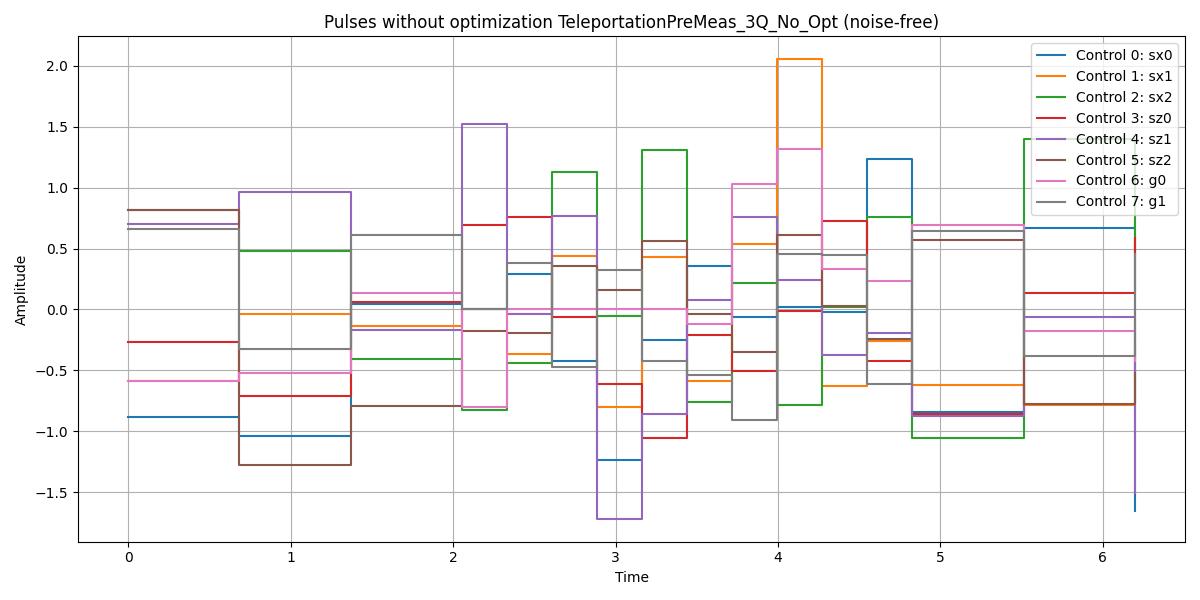 Pulses without optimization TeleportationPreMeas_3Q_No_Opt (noise-free)
Amplitude
2.0
1.5
1.0
0.5
0.0
−0.5
−1.0
−1.5
Control 0: sx0
Control 1: sx1
Control 2: sx2
Control 3: sz0
Control 4: sz1
Control 5: sz2
Control 6: g0
Control 7: g1
0 1 2 3 4 5 6
Time